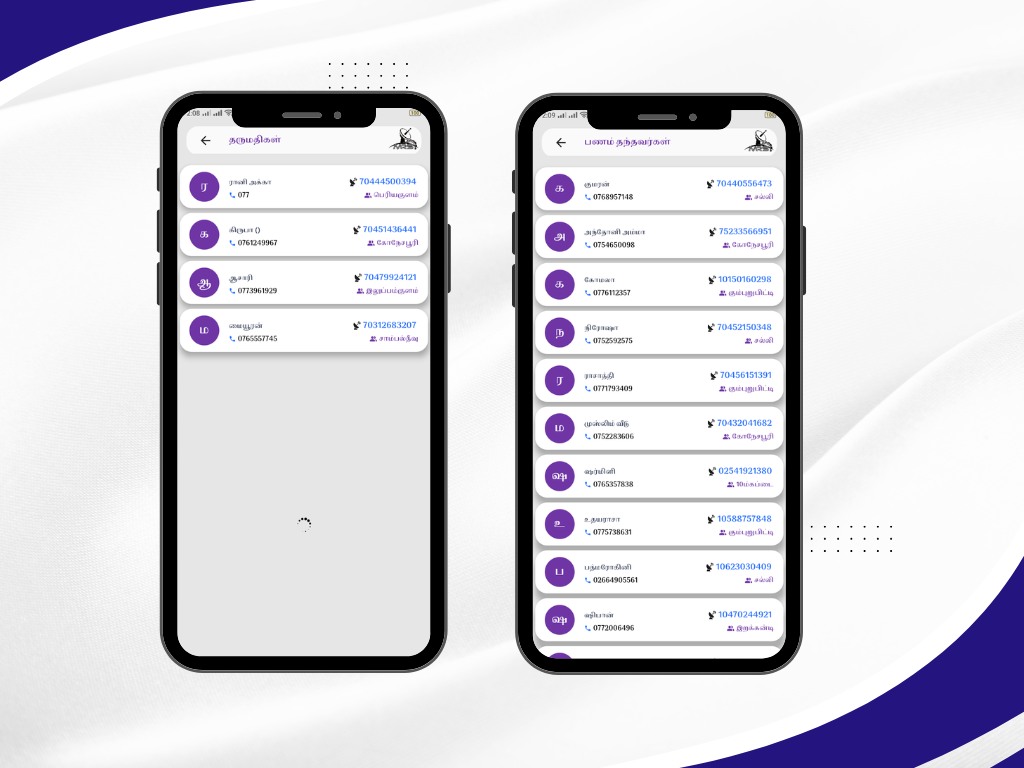 2:08
தருமதிகள்
ர
ராணி அக்கா
70444500394
077
பெரியகுளம்
க
கிருபா ()
70451436441
0761249967
கோநேசபூரி
ஆ
ஆசாரி
70479924121
0773961929
இலுப்பம்குளம்
ம
மையூரன்
70312683207
0765557745
சாம்பல்தீவு
2:09
பணம் தந்தவர்கள்
க
குமரன்
70440556473
0768957148
சல்லி
அ
அந்தோனி அம்மா
75233566951
0754650098
கோநேசபூரி
க
கோமலா
10150160298
0776112357
கும்புறுபிட்டி
ந
நிரோஷா
70452150348
0752592575
சல்லி
ர
ராசாத்தி
70456151391
0771793409
கும்புறுபிட்டி
ம
முஸ்லிம் வீடு
70432041682
0752283606
கோநேசபூரி
ஷ
ஷர்மினி
02541921380
0765357838
10ம்கட்டை
உ
உதயராசா
10588757848
0775738631
கும்புறுபிட்டி
ப
பத்மரோகினி
10623030409
02664905561
சல்லி
ஷ
ஷியான்
10470244921
0772006496
இறக்கண்டி